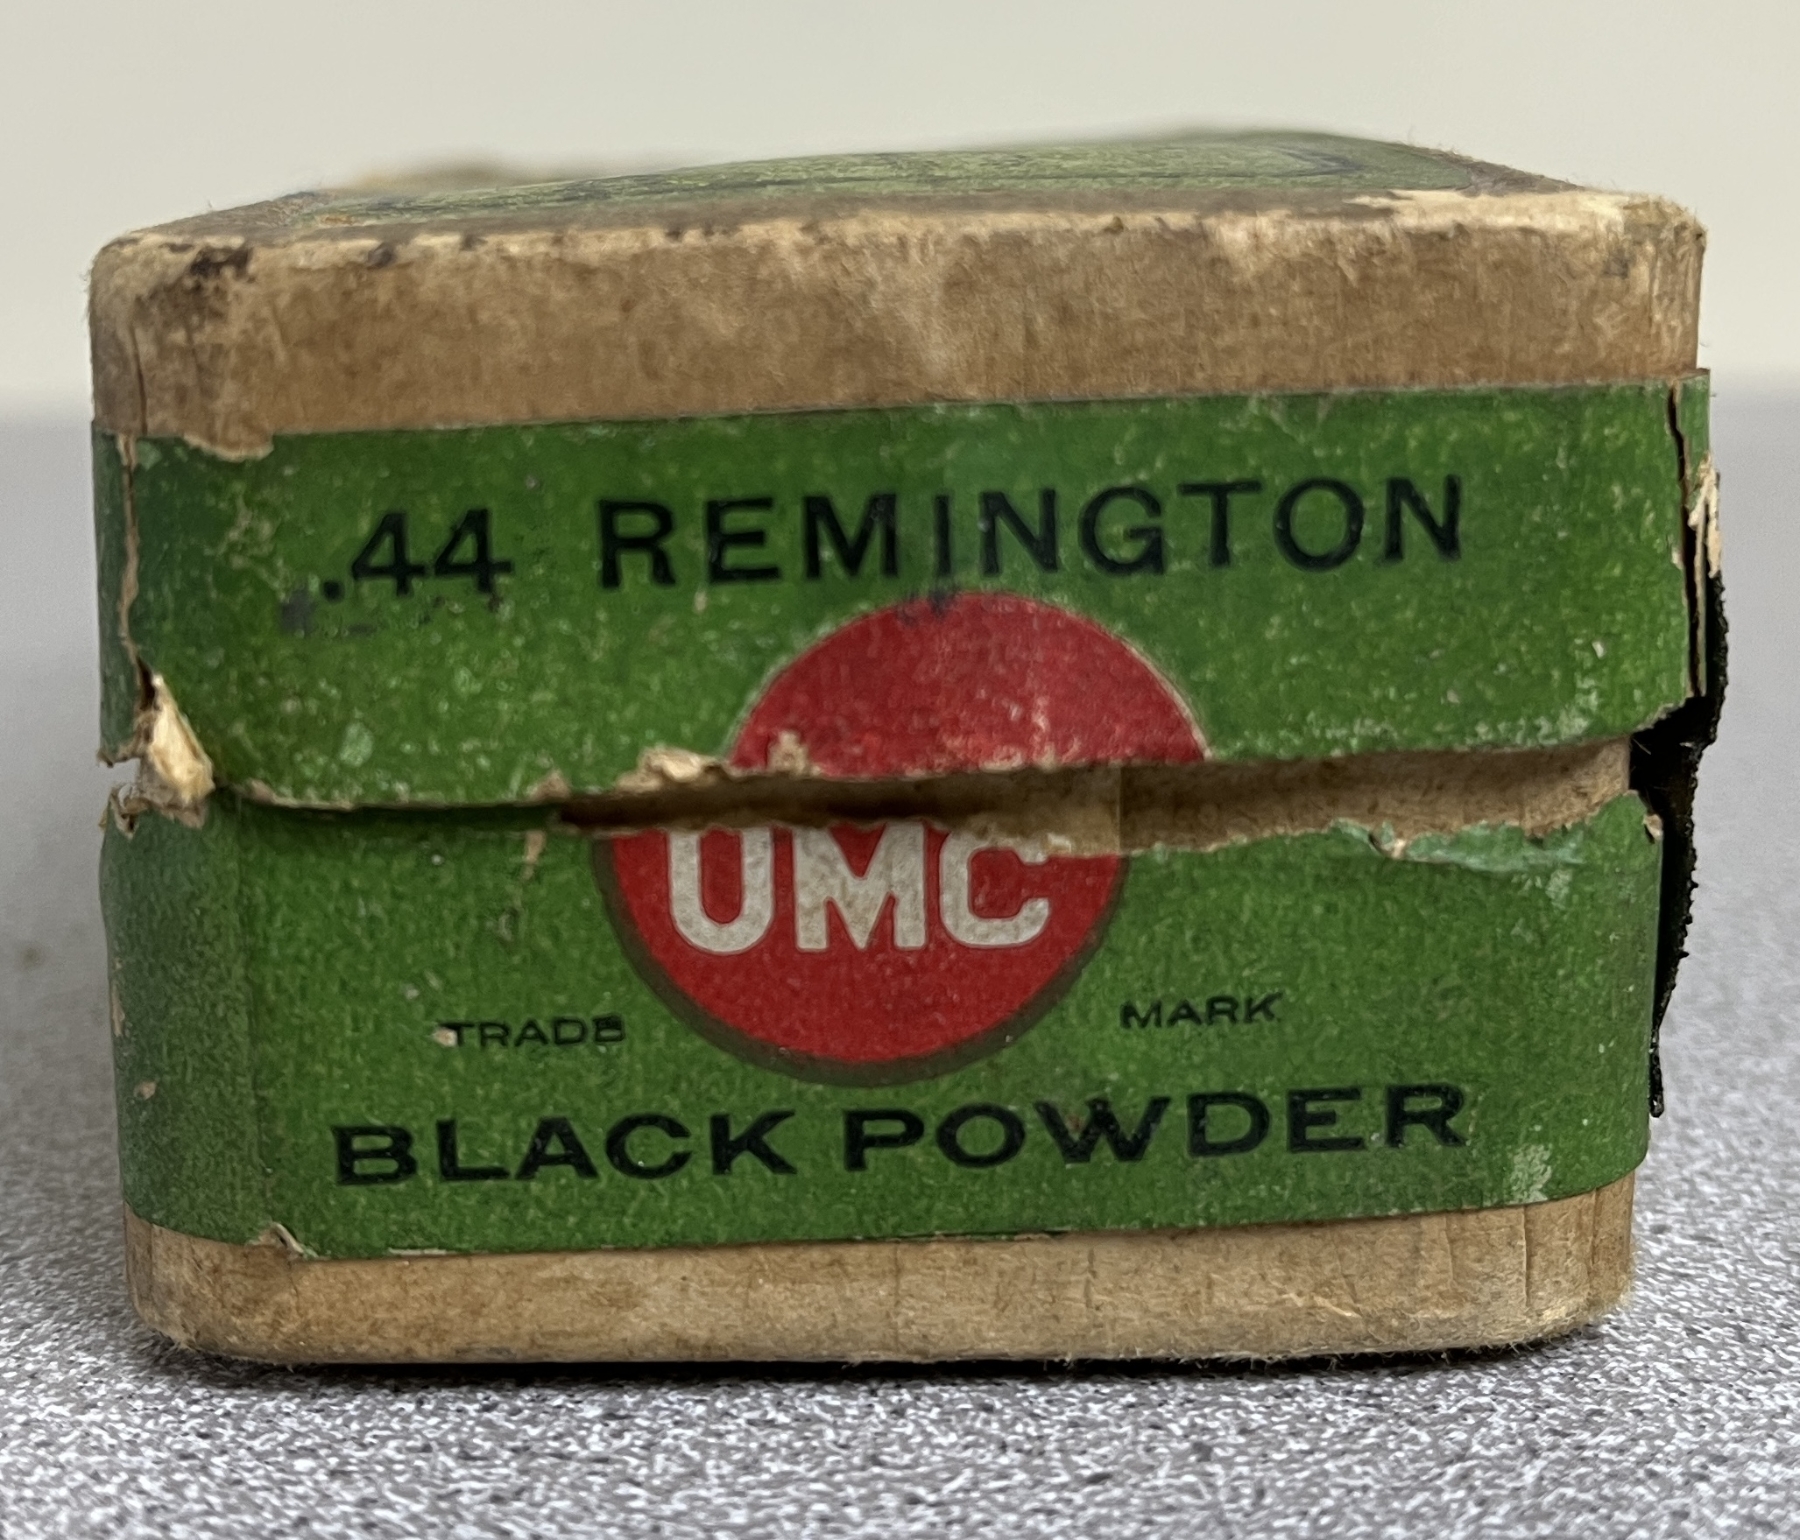 .44 REMINGTON
UMC
TRADE MARK
BLACK POWDER